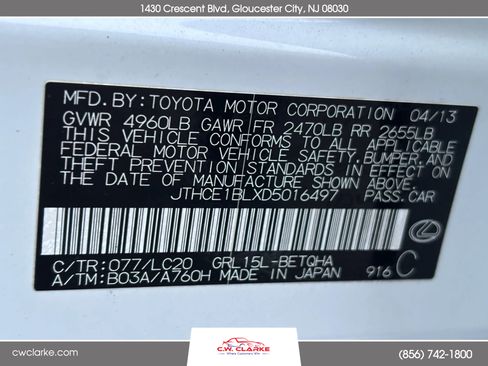 1430 Crescent Blvd, Gloucester City, NJ 08030
MFD. BY: TOYOTA MOTOR CORPORATION 04/13
GVWR 4960LB GAWR FR 2470LB RR 2655LB
THIS VEHICLE CONFORMS TO ALL APPLICABLE
FEDERAL MOTOR VEHICLE SAFETY, BUMPER, AND
THEFT PREVENTION STANDARDS IN EFFECT ON
THE DATE OF MANUFACTURE SHOWN ABOVE.
JTHCE1BLXD5016497 PASS. CAR
C/TR: 077/LC20 GRL15L-BETQHA
A/TM: B03A/A760H MADE IN JAPAN 916 C
C.W. CLARKE
cwclarke.com
(856) 742-1800